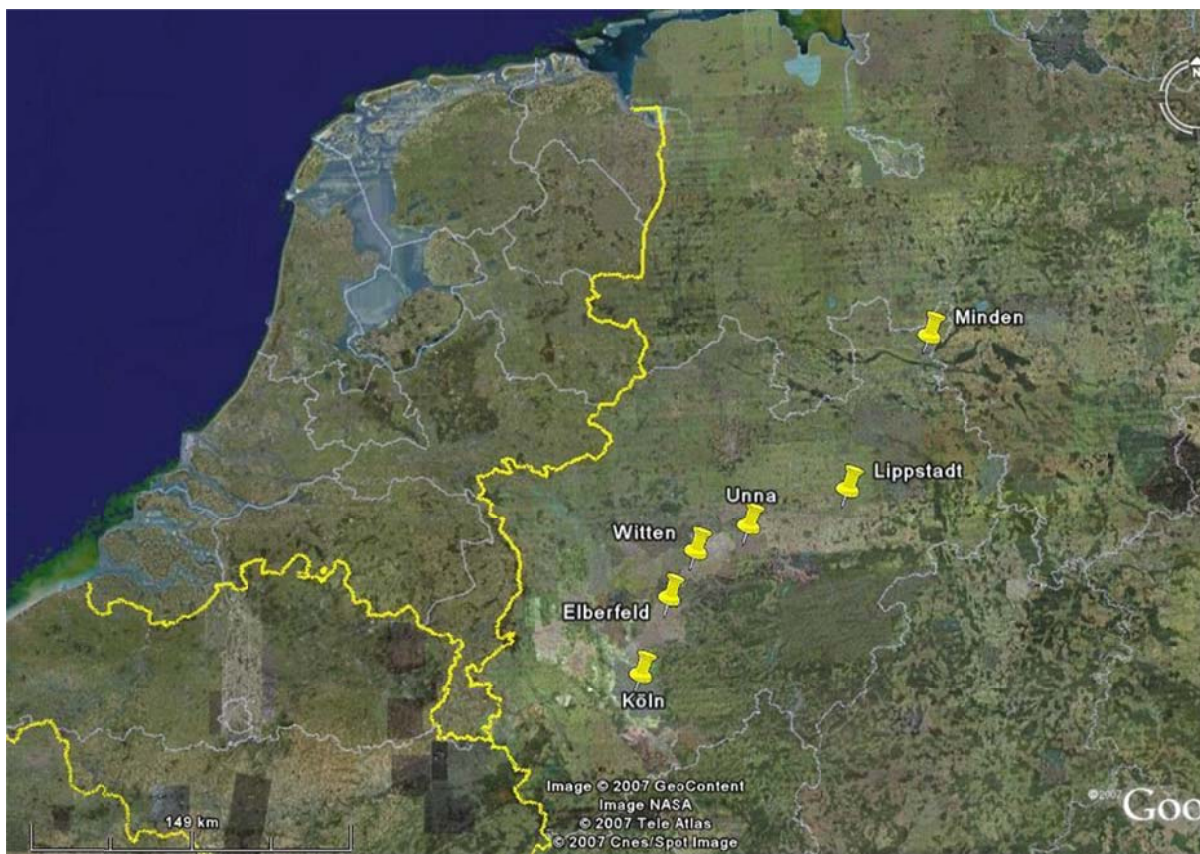 Minden
Lippstadt
Unna
Witten
Elberfeld
Köln
Image © 2007 GeoContent
Image NASA
© 2007 Tele Atlas
© 2007 Cnes/Spot Image
149 km
©2007
Goo